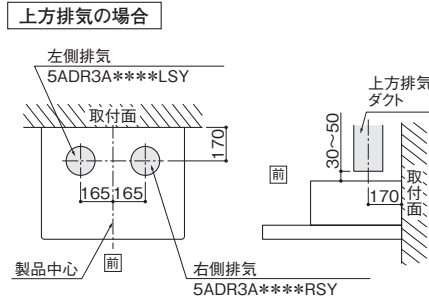 上方排気の場合
左側排気
5ADR3A****LSY
取付面
170
165
165
前
製品中心
右側排気
5ADR3A****RSY
上方排気
ダクト
30〜50
前
170
取付面